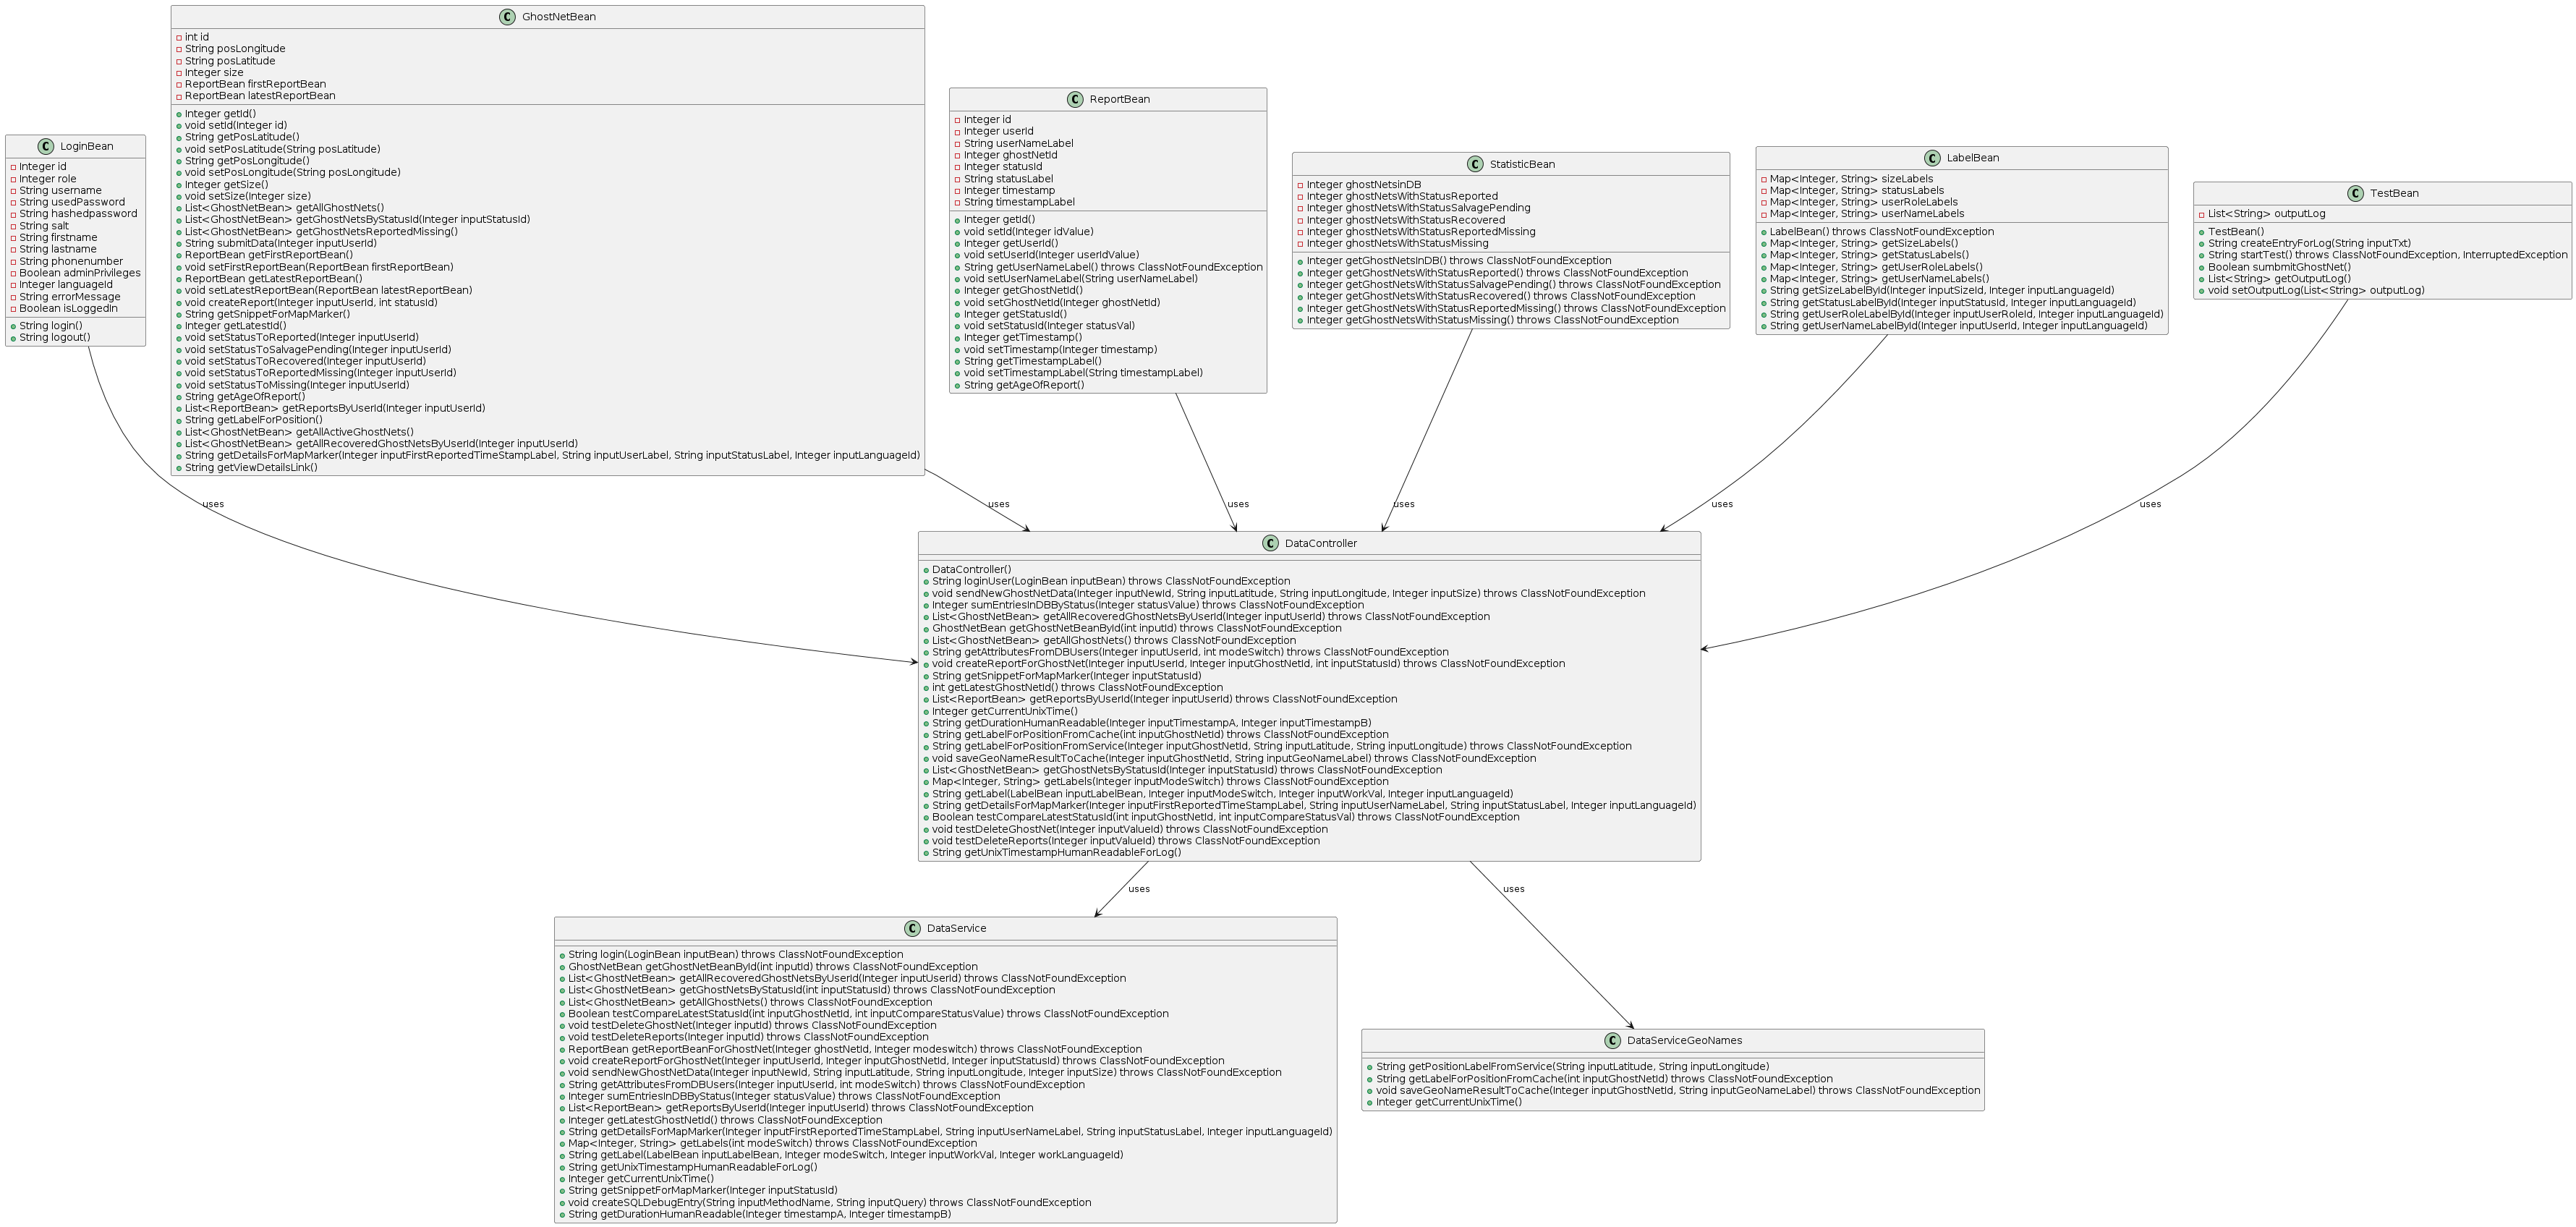 LoginBean
Integer id
Integer role
String username
String usedPassword
String hashedpassword
String salt
String firstname
String lastname
String phonenumber
Boolean adminPrivileges
Integer languageId
String errorMessage
Boolean isLoggedin
String login()
String logout()
GhostNetBean
int id
String posLongitude
String posLatitude
Integer size
ReportBean firstReportBean
ReportBean latestReportBean
Integer getId()
void setId(Integer id)
String getPosLatitude()
void setPosLatitude(String posLatitude)
String getPosLongitude()
void setPosLongitude(String posLongitude)
Integer getSize()
void setSize(Integer size)
List<GhostNetBean> getAllGhostNets()
List<GhostNetBean> getGhostNetsByStatusId(Integer inputStatusId)
List<GhostNetBean> getGhostNetsReportedMissing()
String submitData(Integer inputUserId)
ReportBean getFirstReportBean()
void setFirstReportBean(ReportBean firstReportBean)
ReportBean getLatestReportBean()
void setLatestReportBean(ReportBean latestReportBean)
void createReport(Integer inputUserId, int statusId)
String getSnippetForMapMarker()
Integer getLatestId()
void setStatusToReported(Integer inputUserId)
void setStatusToSalvagePending(Integer inputUserId)
void setStatusToRecovered(Integer inputUserId)
void setStatusToReportedMissing(Integer inputUserId)
void setStatusToMissing(Integer inputUserId)
String getAgeOfReport()
List<ReportBean> getReportsByUserId(Integer inputUserId)
String getLabelForPosition()
List<GhostNetBean> getAllActiveGhostNets()
List<GhostNetBean> getAllRecoveredGhostNetsByUserId(Integer inputUserId)
String getDetailsForMapMarker(Integer inputFirstReportedTimeStampLabel, String inputUserLabel, String inputStatusLabel, Integer inputLanguageId)
String getViewDetailsLink()
ReportBean
Integer id
Integer userId
String userNameLabel
Integer ghostNetId
Integer statusId
String statusLabel
Integer timestamp
String timestampLabel
Integer getId()
void setId(Integer idValue)
Integer getUserId()
void setUserId(Integer userIdValue)
String getUserNameLabel() throws ClassNotFoundException
void setUserNameLabel(String userNameLabel)
Integer getGhostNetId()
void setGhostNetId(Integer ghostNetId)
Integer getStatusId()
void setStatusId(Integer statusVal)
Integer getTimestamp()
void setTimestamp(Integer timestamp)
String getTimestampLabel()
void setTimestampLabel(String timestampLabel)
String getAgeOfReport()
StatisticBean
Integer ghostNetsinDB
Integer ghostNetsWithStatusReported
Integer ghostNetsWithStatusSalvagePending
Integer ghostNetsWithStatusRecovered
Integer ghostNetsWithStatusReportedMissing
Integer ghostNetsWithStatusMissing
Integer getGhostNetsInDB() throws ClassNotFoundException
Integer getGhostNetsWithStatusReported() throws ClassNotFoundException
Integer getGhostNetsWithStatusSalvagePending() throws ClassNotFoundException
Integer getGhostNetsWithStatusRecovered() throws ClassNotFoundException
Integer getGhostNetsWithStatusReportedMissing() throws ClassNotFoundException
Integer getGhostNetsWithStatusMissing() throws ClassNotFoundException
LabelBean
Map<Integer, String> sizeLabels
Map<Integer, String> statusLabels
Map<Integer, String> userRoleLabels
Map<Integer, String> userNameLabels
LabelBean() throws ClassNotFoundException
Map<Integer, String> getSizeLabels()
Map<Integer, String> getStatusLabels()
Map<Integer, String> getUserRoleLabels()
Map<Integer, String> getUserNameLabels()
String getSizeLabelById(Integer inputSizeId, Integer inputLanguageId)
String getStatusLabelById(Integer inputStatusId, Integer inputLanguageId)
String getUserRoleLabelById(Integer inputUserRoleId, Integer inputLanguageId)
String getUserNameLabelById(Integer inputUserId, Integer inputLanguageId)
TestBean
List<String> outputLog
TestBean()
String createEntryForLog(String inputTxt)
String startTest() throws ClassNotFoundException, InterruptedException
Boolean sumbmitGhostNet()
List<String> getOutputLog()
void setOutputLog(List<String> outputLog)
uses
uses
uses
uses
uses
uses
DataController
DataController()
String loginUser(LoginBean inputBean) throws ClassNotFoundException
void sendNewGhostNetData(Integer inputNewId, String inputLatitude, String inputLongitude, Integer inputSize) throws ClassNotFoundException
Integer sumEntriesInDBByStatus(Integer statusValue) throws ClassNotFoundException
List<GhostNetBean> getAllRecoveredGhostNetsByUserId(Integer inputUserId) throws ClassNotFoundException
GhostNetBean getGhostNetBeanById(int inputId) throws ClassNotFoundException
List<GhostNetBean> getAllGhostNets() throws ClassNotFoundException
String getAttributesFromDBUsers(Integer inputUserId, int modeSwitch) throws ClassNotFoundException
void createReportForGhostNet(Integer inputUserId, Integer inputGhostNetId, int inputStatusId) throws ClassNotFoundException
String getSnippetForMapMarker(Integer inputStatusId)
int getLatestGhostNetId() throws ClassNotFoundException
List<ReportBean> getReportsByUserId(Integer inputUserId) throws ClassNotFoundException
Integer getCurrentUnixTime()
String getDurationHumanReadable(Integer inputTimestampA, Integer inputTimestampB)
String getLabelForPositionFromCache(int inputGhostNetId) throws ClassNotFoundException
String getLabelForPositionFromService(Integer inputGhostNetId, String inputLatitude, String inputLongitude) throws ClassNotFoundException
void saveGeoNameResultToCache(Integer inputGhostNetId, String inputGeoNameLabel) throws ClassNotFoundException
List<GhostNetBean> getGhostNetsByStatusId(Integer inputStatusId) throws ClassNotFoundException
Map<Integer, String> getLabels(Integer inputModeSwitch) throws ClassNotFoundException
String getLabel(LabelBean inputLabelBean, Integer inputModeSwitch, Integer inputWorkVal, Integer inputLanguageId)
String getDetailsForMapMarker(Integer inputFirstReportedTimeStampLabel, String inputUserNameLabel, String inputStatusLabel, Integer inputLanguageId)
Boolean testCompareLatestStatusId(int inputGhostNetId, int inputCompareStatusVal) throws ClassNotFoundException
void testDeleteGhostNet(Integer inputValueId) throws ClassNotFoundException
void testDeleteReports(Integer inputValueId) throws ClassNotFoundException
String getUnixTimestampHumanReadableForLog()
uses
uses
DataService
String login(LoginBean inputBean) throws ClassNotFoundException
GhostNetBean getGhostNetBeanById(int inputId) throws ClassNotFoundException
List<GhostNetBean> getAllRecoveredGhostNetsByUserId(Integer inputUserId) throws ClassNotFoundException
List<GhostNetBean> getGhostNetsByStatusId(int inputStatusId) throws ClassNotFoundException
List<GhostNetBean> getAllGhostNets() throws ClassNotFoundException
Boolean testCompareLatestStatusId(int inputGhostNetId, int inputCompareStatusValue) throws ClassNotFoundException
void testDeleteGhostNet(Integer inputId) throws ClassNotFoundException
void testDeleteReports(Integer inputId) throws ClassNotFoundException
ReportBean getReportBeanForGhostNet(Integer ghostNetId, Integer modeswitch) throws ClassNotFoundException
void createReportForGhostNet(Integer inputUserId, Integer inputGhostNetId, Integer inputStatusId) throws ClassNotFoundException
void sendNewGhostNetData(Integer inputNewId, String inputLatitude, String inputLongitude, Integer inputSize) throws ClassNotFoundException
String getAttributesFromDBUsers(Integer inputUserId, int modeSwitch) throws ClassNotFoundException
Integer sumEntriesInDBByStatus(Integer statusValue) throws ClassNotFoundException
List<ReportBean> getReportsByUserId(Integer inputUserId) throws ClassNotFoundException
Integer getLatestGhostNetId() throws ClassNotFoundException
String getDetailsForMapMarker(Integer inputFirstReportedTimeStampLabel, String inputUserNameLabel, String inputStatusLabel, Integer inputLanguageId)
Map<Integer, String> getLabels(int modeSwitch) throws ClassNotFoundException
String getLabel(LabelBean inputLabelBean, Integer modeSwitch, Integer inputWorkVal, Integer workLanguageId)
String getUnixTimestampHumanReadableForLog()
Integer getCurrentUnixTime()
String getSnippetForMapMarker(Integer inputStatusId)
void createSQLDebugEntry(String inputMethodName, String inputQuery) throws ClassNotFoundException
String getDurationHumanReadable(Integer timestampA, Integer timestampB)
DataServiceGeoNames
String getPositionLabelFromService(String inputLatitude, String inputLongitude)
String getLabelForPositionFromCache(int inputGhostNetId) throws ClassNotFoundException
void saveGeoNameResultToCache(Integer inputGhostNetId, String inputGeoNameLabel) throws ClassNotFoundException
Integer getCurrentUnixTime()